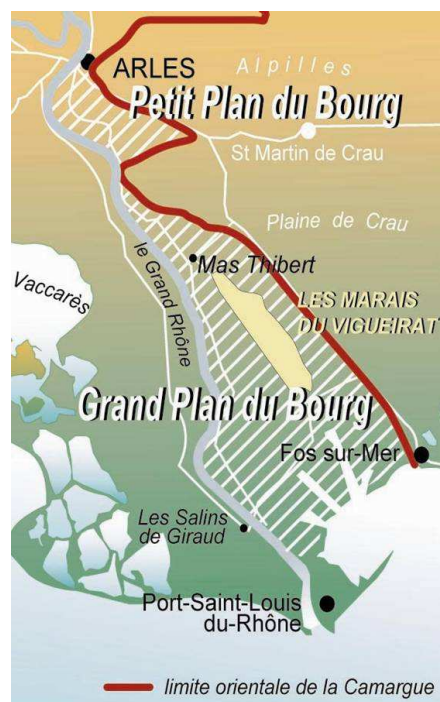 ARLES
Alpilles
Petit Plan du Bourg
St Martin de Crau
Plaine de Crau
le Grand Rhône
Mas Thibert
Vaccarès
LES MARAIS
DU VIGUEIRAT
Grand Plan du Bourg
Fos sur-Mer
Les Salins
de Giraud
Port-Saint-Louis
du-Rhône
limite orientale de la Camargue